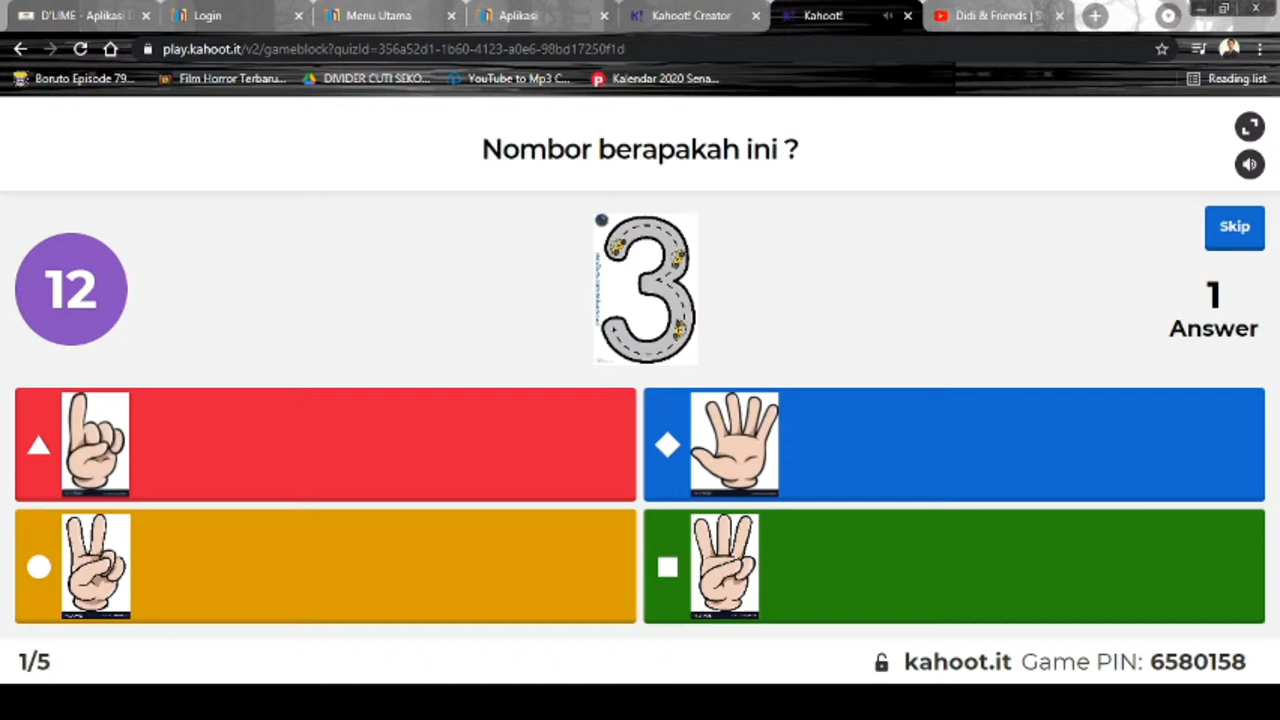 D'LIME - Aplikasi D
Login
Menu Utama
Aplikasi
Kahoot! Creator
Kahoot!
Didi & Friends | S
play.kahoot.it/v2/gameblock?quizId=356a52d1-1b60-4123-a0e6-98bd17250f1d
Boruto Episode 79...
Film Horror Terbaru...
DIVIDER CUTI SEKO...
YouTube to Mp3 C...
Kalendar 2020 Sena...
Reading list
Nombor berapakah ini ?
Skip
12
3
1
Answer
1/5
kahoot.it Game PIN: 6580158